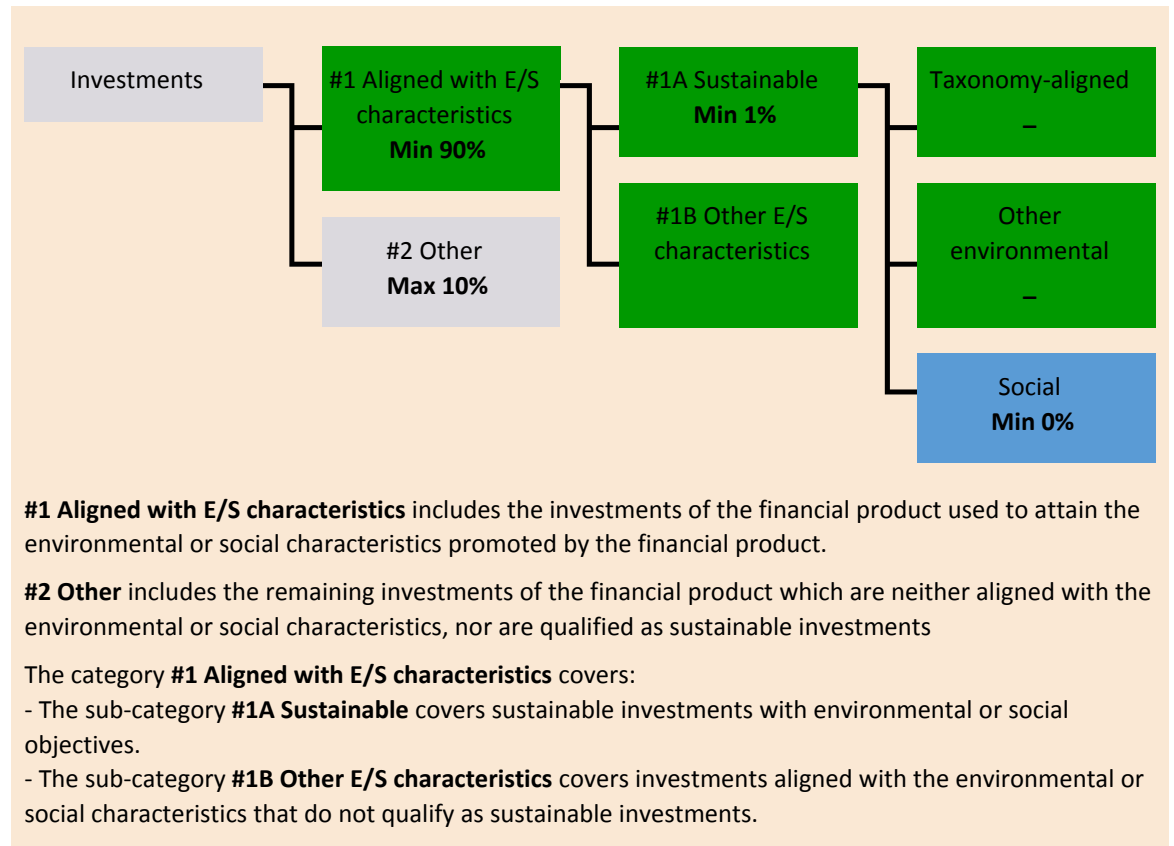 Investments
#1 Aligned with E/S
characteristics
Min 90%
#2 Other
Max 10%
#1A Sustainable
Min 1%
#1B Other E/S
characteristics
Taxonomy-aligned
–
Other
environmental
–
Social
Min 0%
#1 Aligned with E/S characteristics includes the investments of the financial product used to attain the
environmental or social characteristics promoted by the financial product.
#2 Other includes the remaining investments of the financial product which are neither aligned with the
environmental or social characteristics, nor are qualified as sustainable investments
The category #1 Aligned with E/S characteristics covers:
- The sub-category #1A Sustainable covers sustainable investments with environmental or social
objectives.
- The sub-category #1B Other E/S characteristics covers investments aligned with the environmental or
social characteristics that do not qualify as sustainable investments.